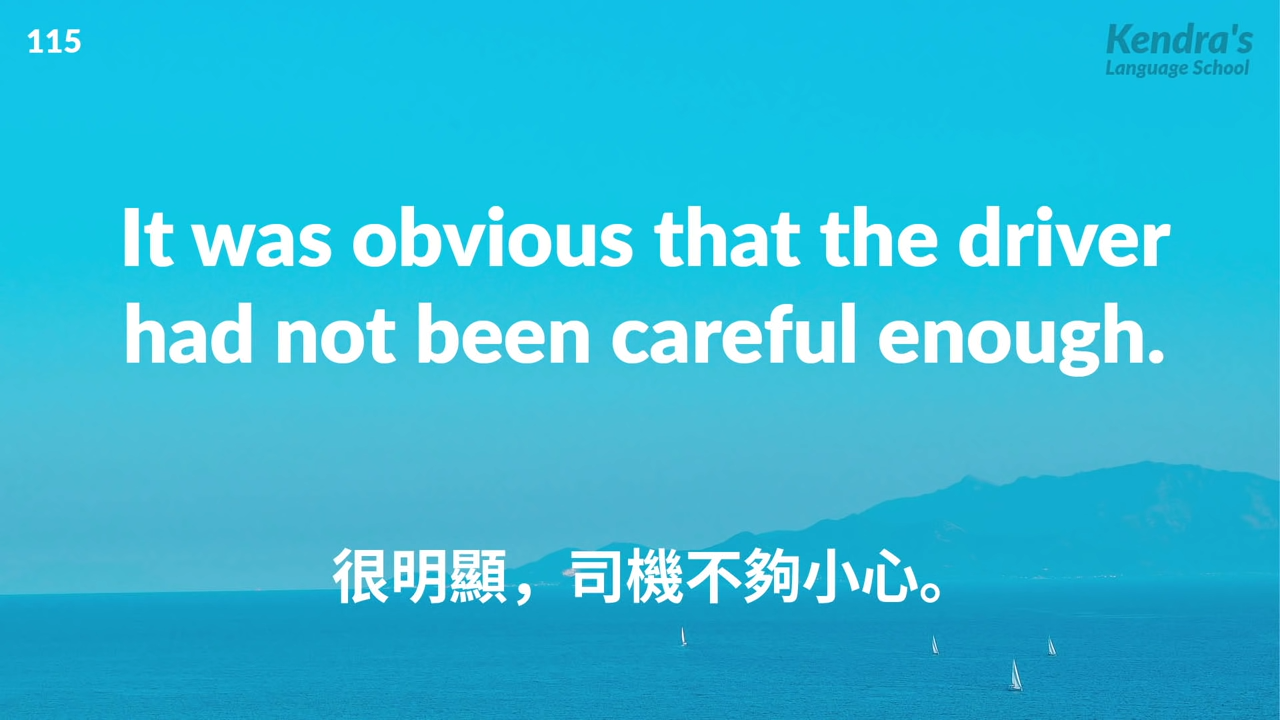 115
Kendra's
Language School
It was obvious that the driver
had not been careful enough.
很明顯，司機不夠小心。